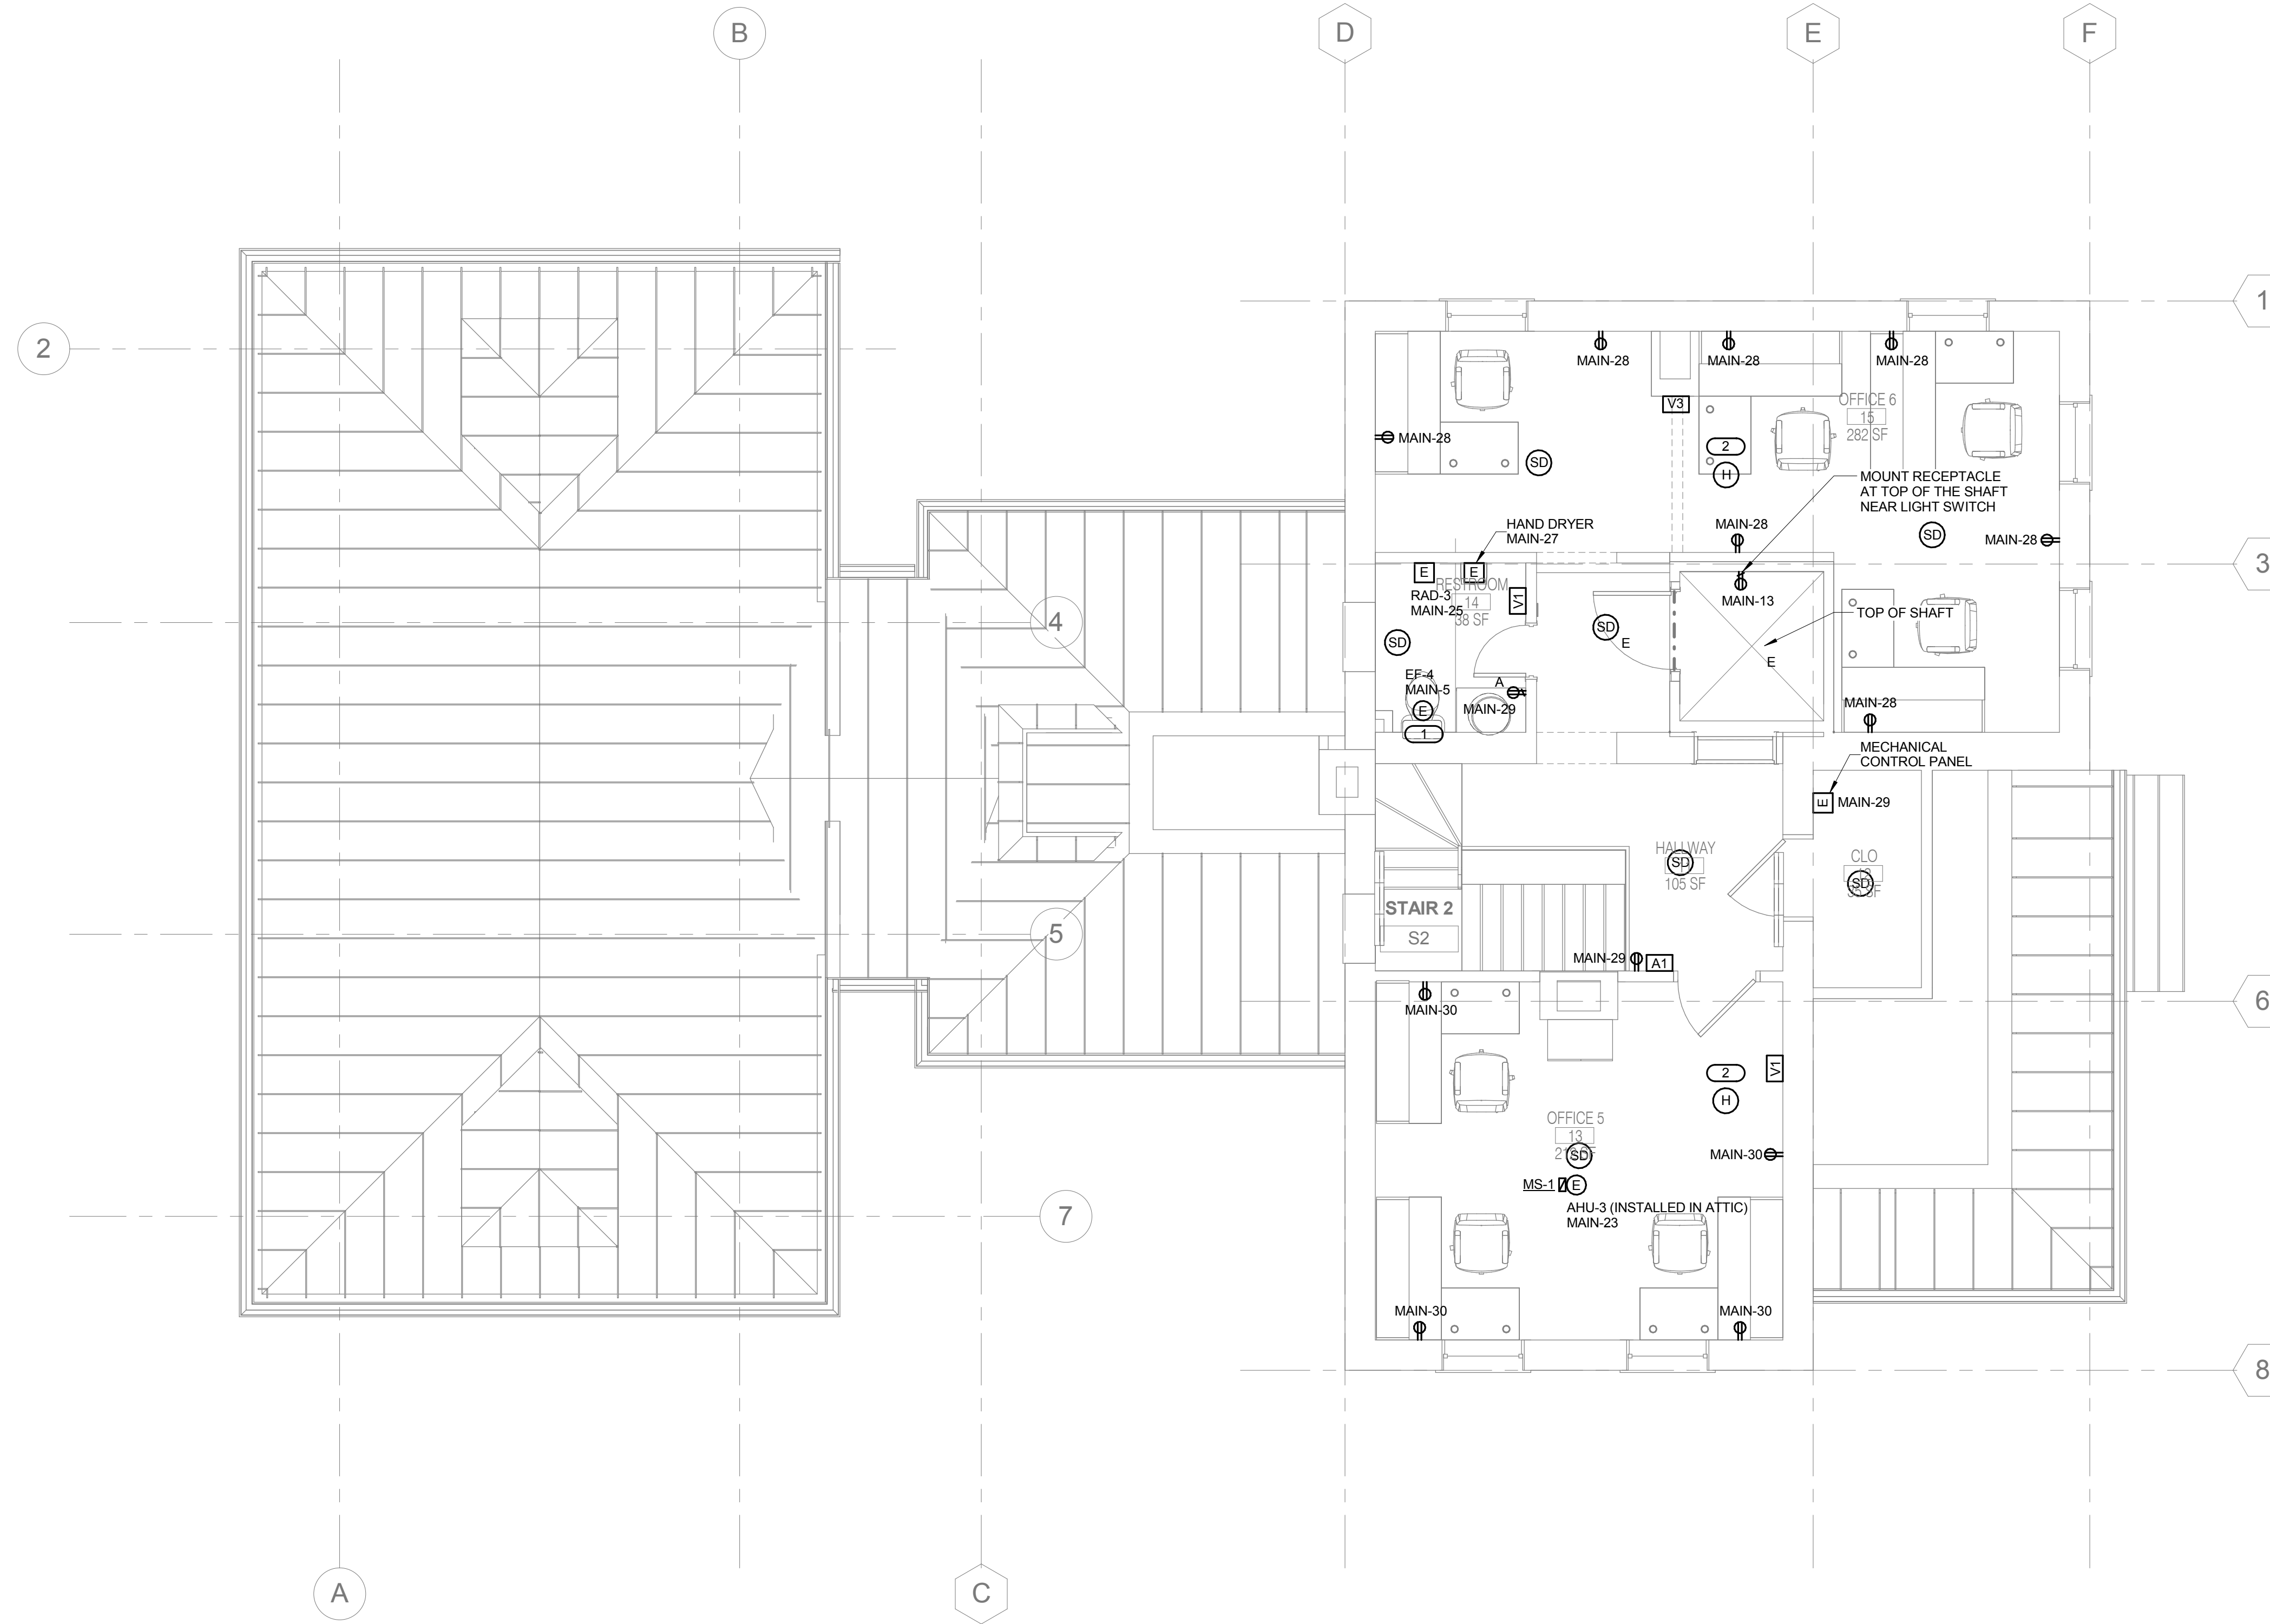 B
D
E
F
1
2
MAIN-28
MAIN-28
MAIN-28
OFFICE 6
15
282 SF
V3
MAIN-28
2
H
SD
MOUNT RECEPTACLE
AT TOP OF THE SHAFT
NEAR LIGHT SWITCH
HAND DRYER
MAIN-27
MAIN-28
SD
MAIN-28
3
E
E
RESTROOM
14
38 SF
RAD-3
MAIN-25
V1
MAIN-13
TOP OF SHAFT
4
SD
SD
E
E
EF-4
MAIN-5
E
1
A
MAIN-29
MAIN-28
MECHANICAL
CONTROL PANEL
E
MAIN-29
HALLWAY
SD
105 SF
CLO
SD
STAIR 2
S2
5
MAIN-29
A1
MAIN-30
6
2
V1
H
OFFICE 5
13
SD
MAIN-30
MS-1
E
AHU-3 (INSTALLED IN ATTIC)
MAIN-23
7
MAIN-30
MAIN-30
8
A
C